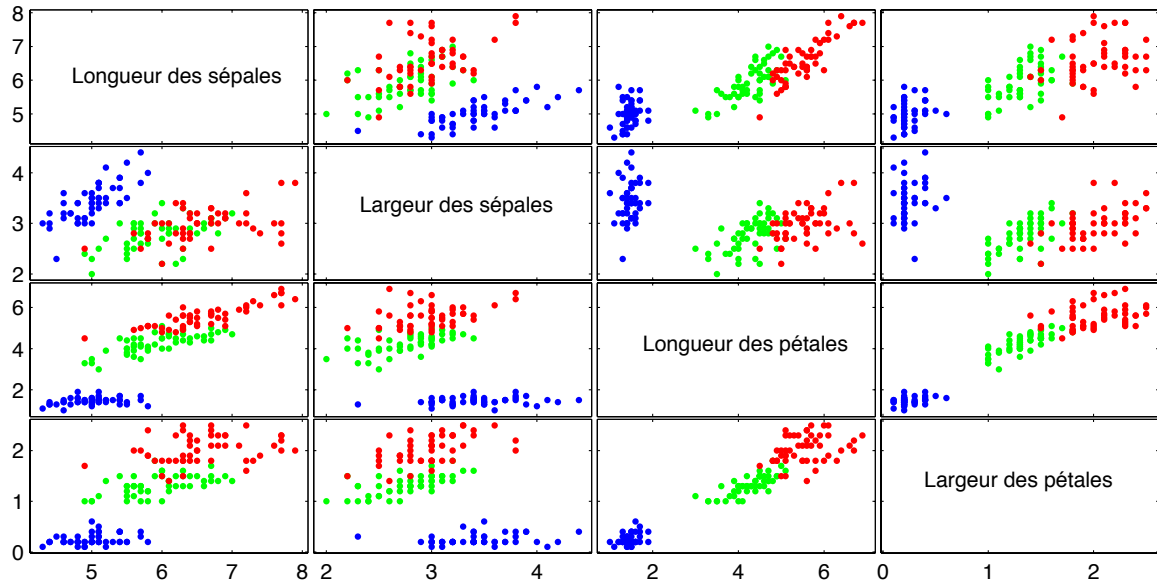 8
7
6
5
Longueur des sépales
4
3
2
Largeur des sépales
6
4
2
Longueur des pétales
2
1
0
Largeur des pétales
5 6 7 8
2 3 4
2 4 6
0 1 2